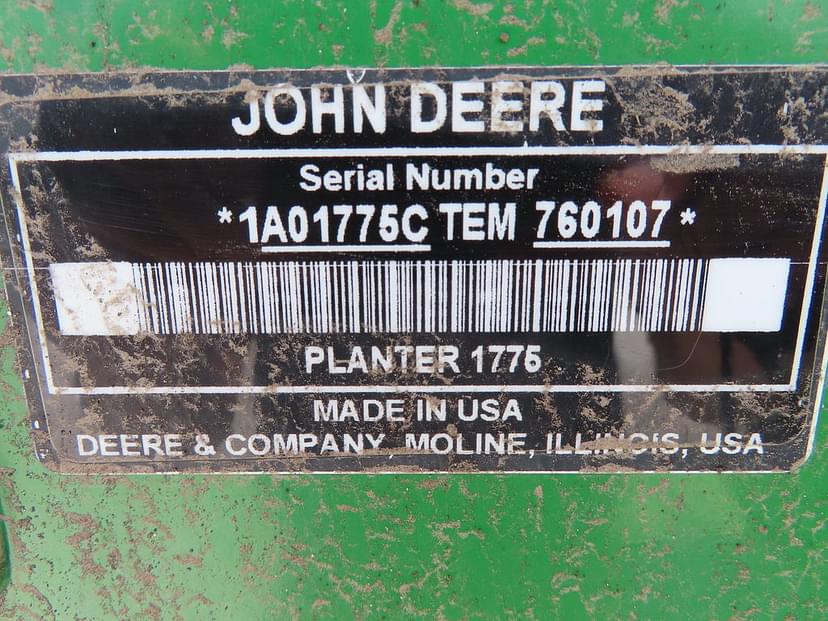 JOHN DEERE
Serial Number
*1A01775C TEM 760107*
PLANTER 1775
MADE IN USA
DEERE & COMPANY, MOLINE, ILLINOIS, USA